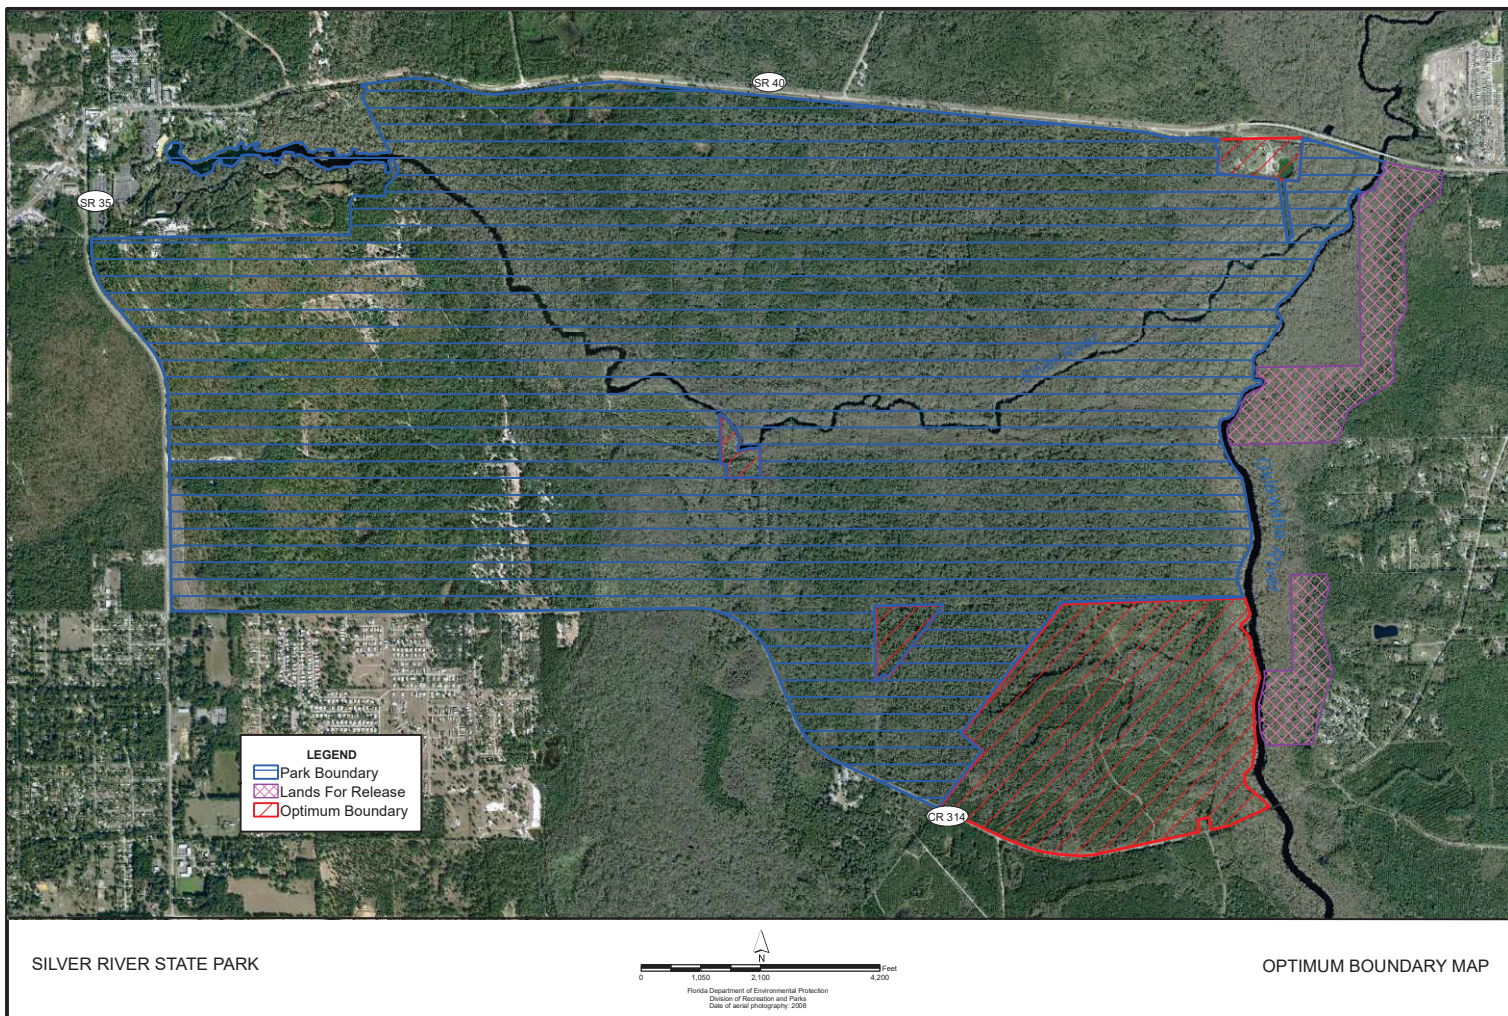 SR 40
SR 35
Silver River
Ocklawaha River
LEGEND
Park Boundary
Lands For Release
Optimum Boundary
CR 314
SILVER RIVER STATE PARK
N
0 1,050 2,100 4,200 Feet
Florida Department of Environmental Protection
Division of Recreation and Parks
Date of aerial photography: 2008
OPTIMUM BOUNDARY MAP